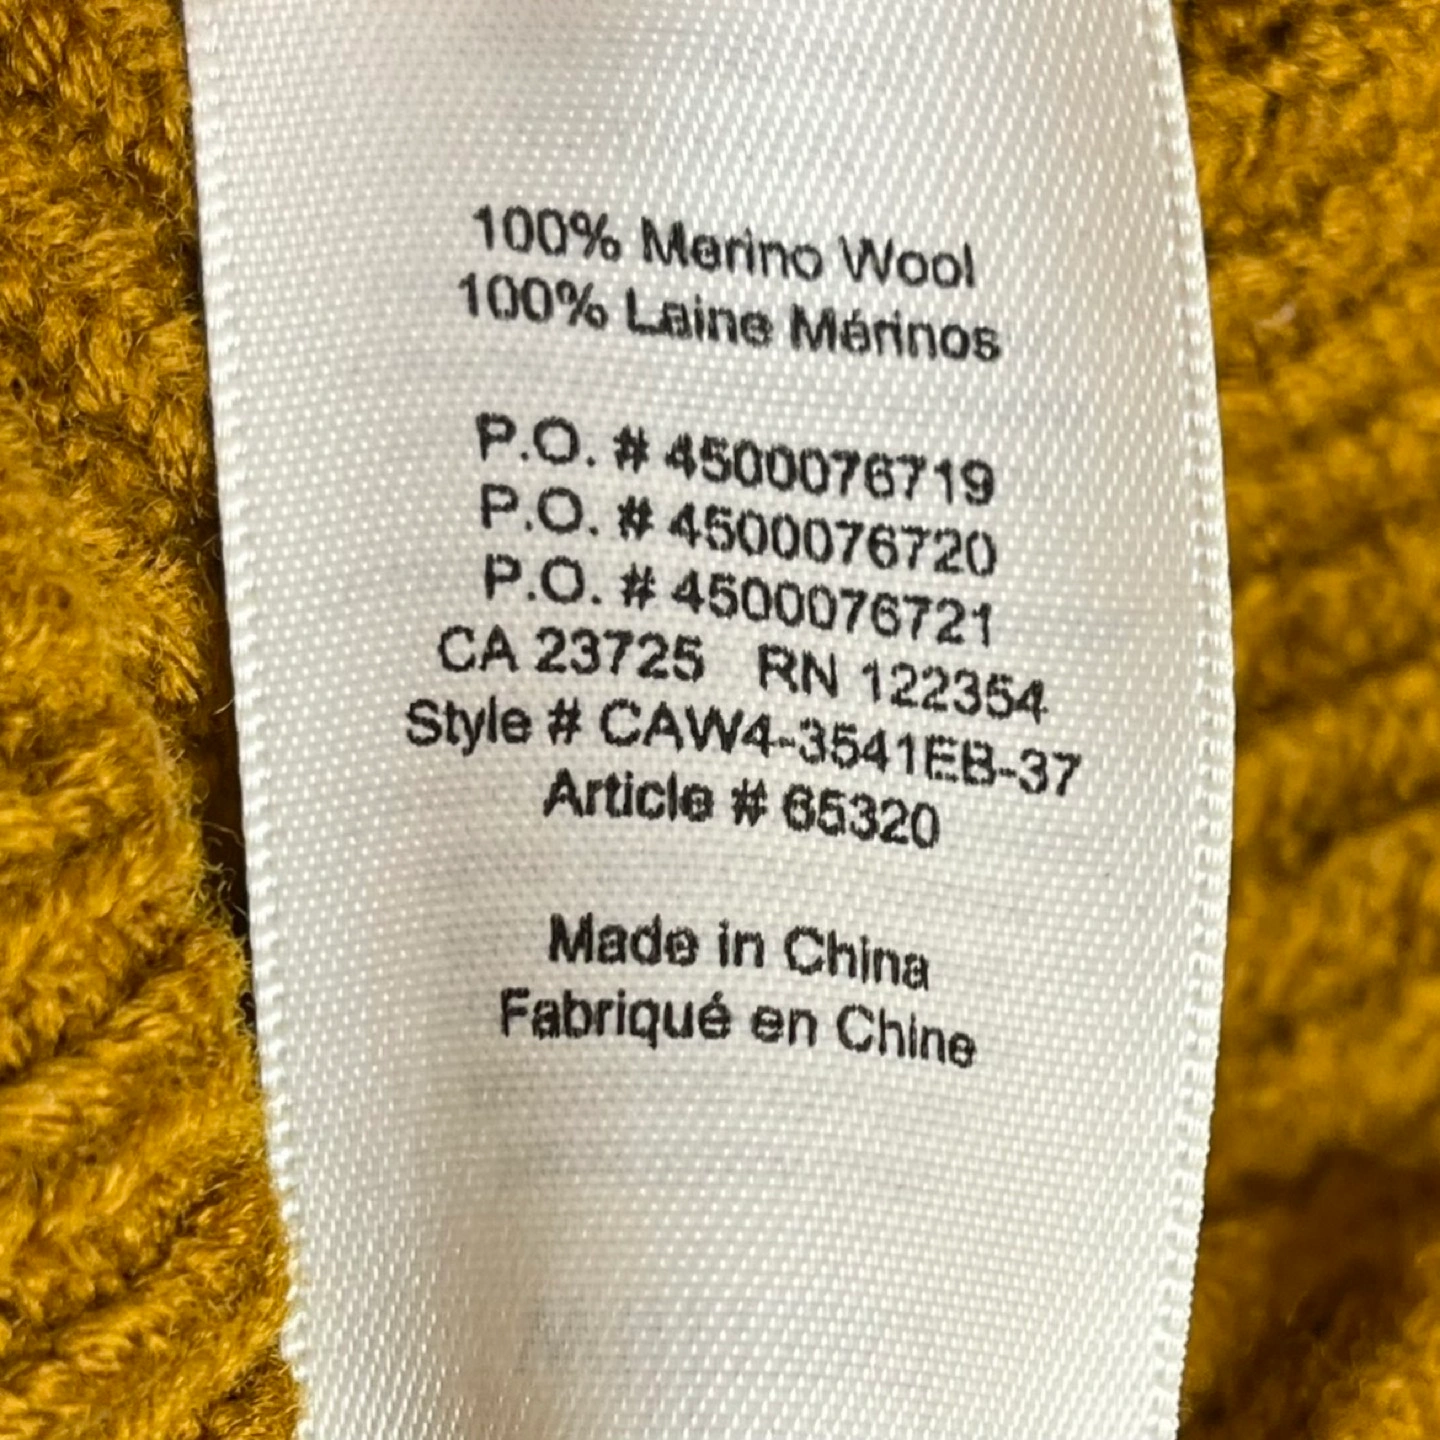 100% Merino Wool
100% Laine Mérinos
P.O. # 4500076719
P.O. # 4500076720
P.O. # 4500076721
CA 23725 RN 122354
Style # CAW4-3541EB-37
Article # 65320
Made in China
Fabriqué en Chine